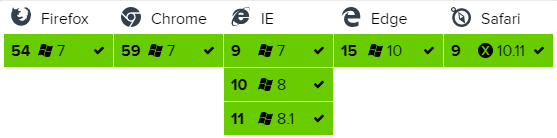 Firefox Chrome IE Edge Safari
54 7 59 7 9 7 15 10 9 X 10.11
10 8
11 8.1